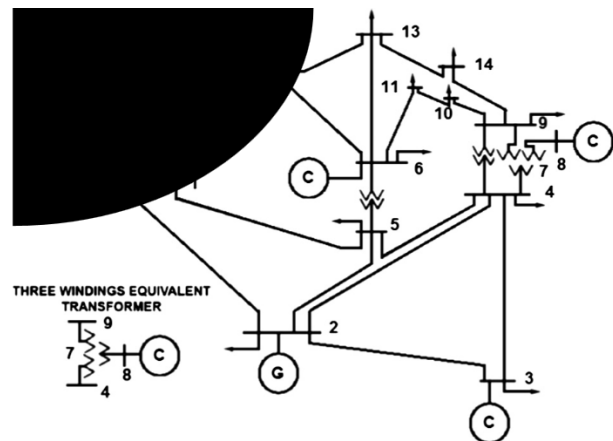 13
14
11
10
9
C
8
7
6
C
4
5
THREE WINDINGS EQUIVALENT
TRANSFORMER
9
7
C
8
4
2
G
3
C